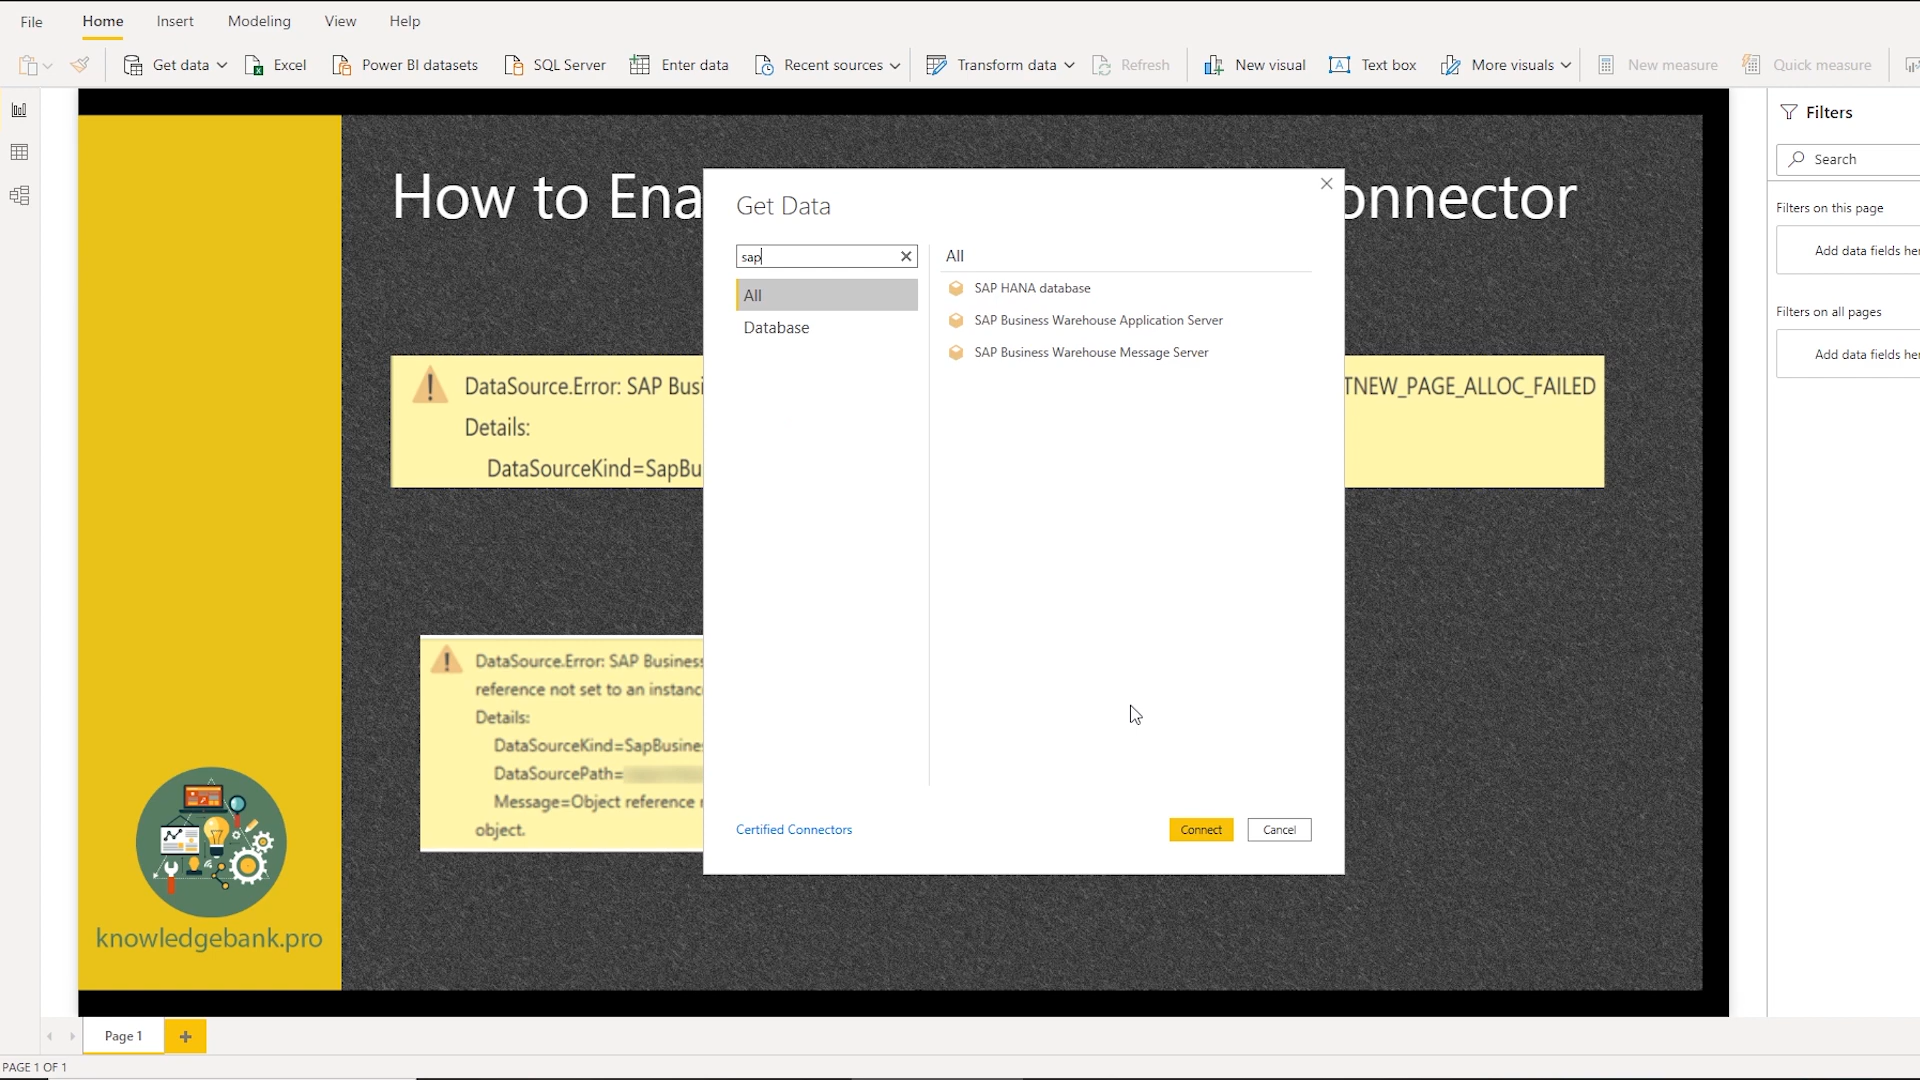 File Home Insert Modeling View Help
Get data Excel Power BI datasets SQL Server Enter data Recent sources Transform data Refresh New visual Text box More visuals New measure Quick measure
Filters
Search
Filters on this page
Add data fields her
Filters on all pages
Add data fields her
How to Ena
onnector
Get Data
sap
All
Database
All
SAP HANA database
SAP Business Warehouse Application Server
SAP Business Warehouse Message Server
Certified Connectors
Connect Cancel
DataSource.Error: SAP Busi
TNEW_PAGE_ALLOC_FAILED
Details:
DataSourceKind=SapBu
DataSource.Error: SAP Business
reference not set to an instanc
Details:
DataSourceKind=SapBusine
DataSourcePath=
Message=Object reference
object.
knowledgebank.pro
Page 1
PAGE 1 OF 1